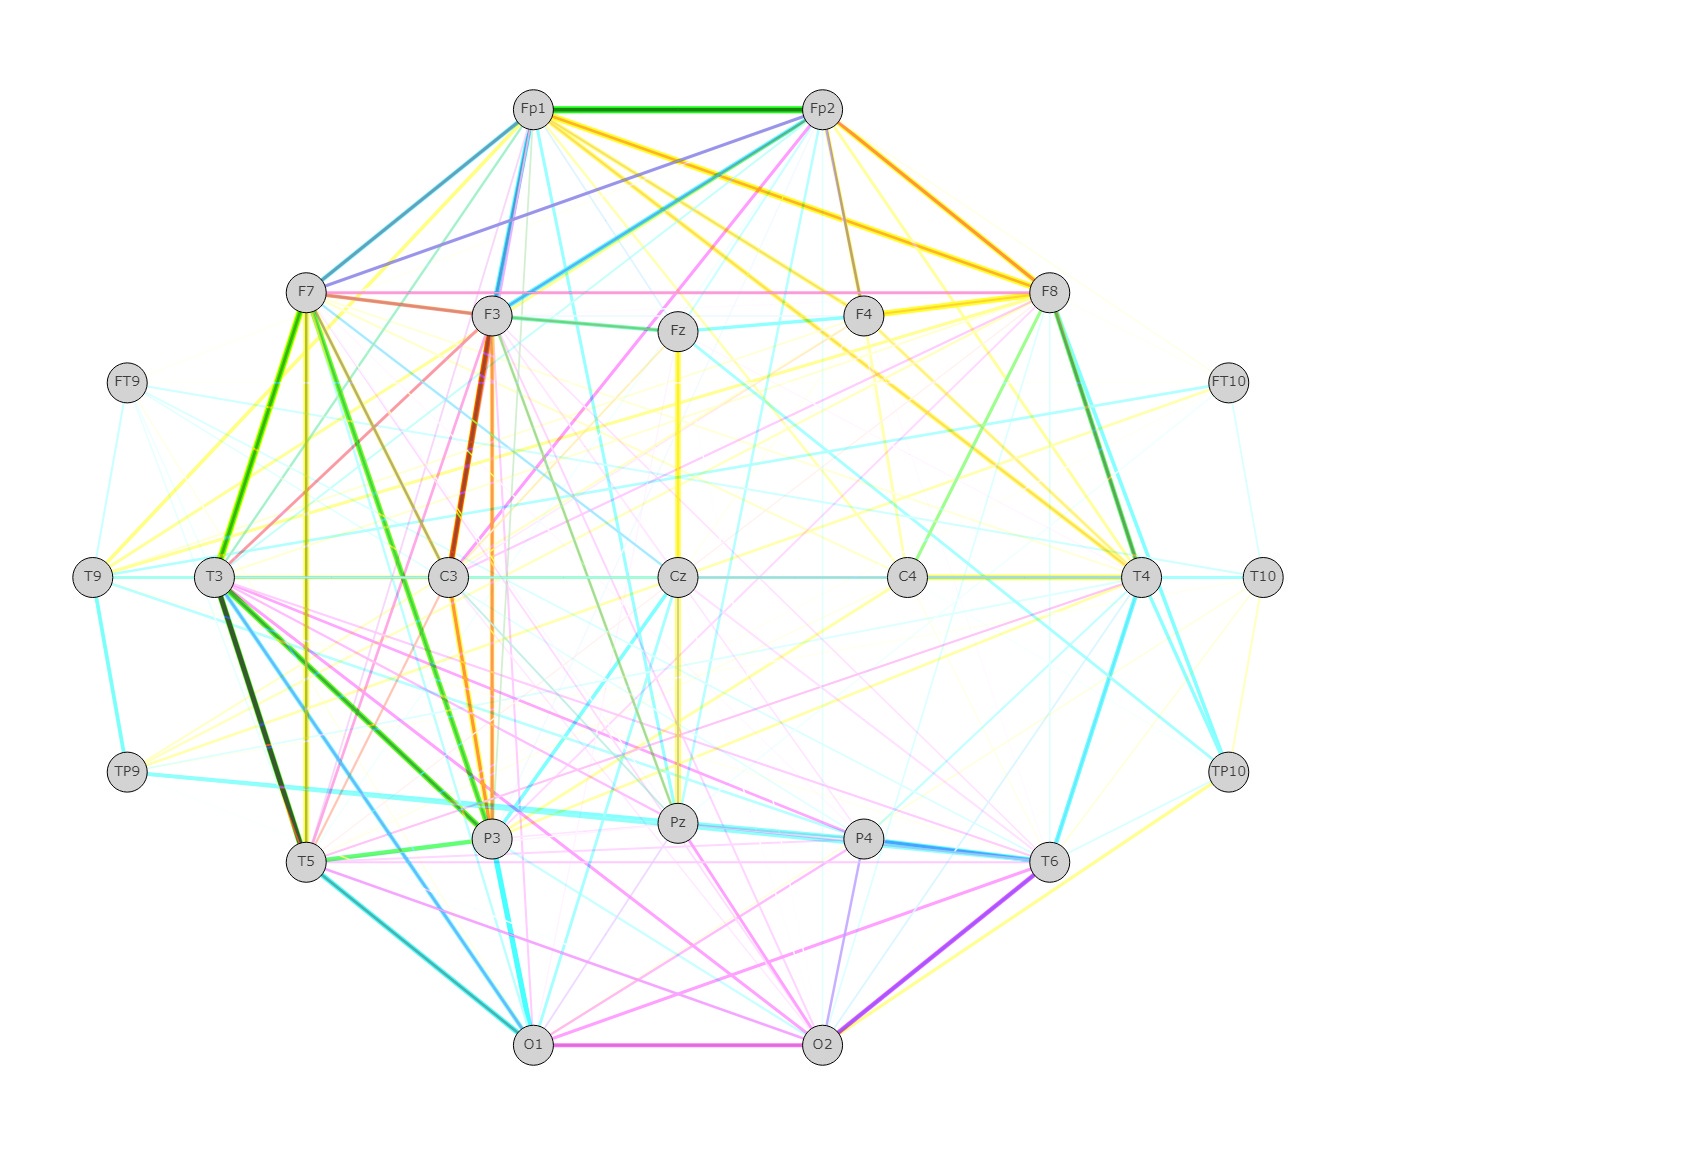 Fp1 Fp2
F7 F8
F3 Fz F4
FT9 FT10
T9 T3 C3 Cz C4 T4 T10
TP9 TP10
Pz
P3 P4
T5 T6
O1 O2